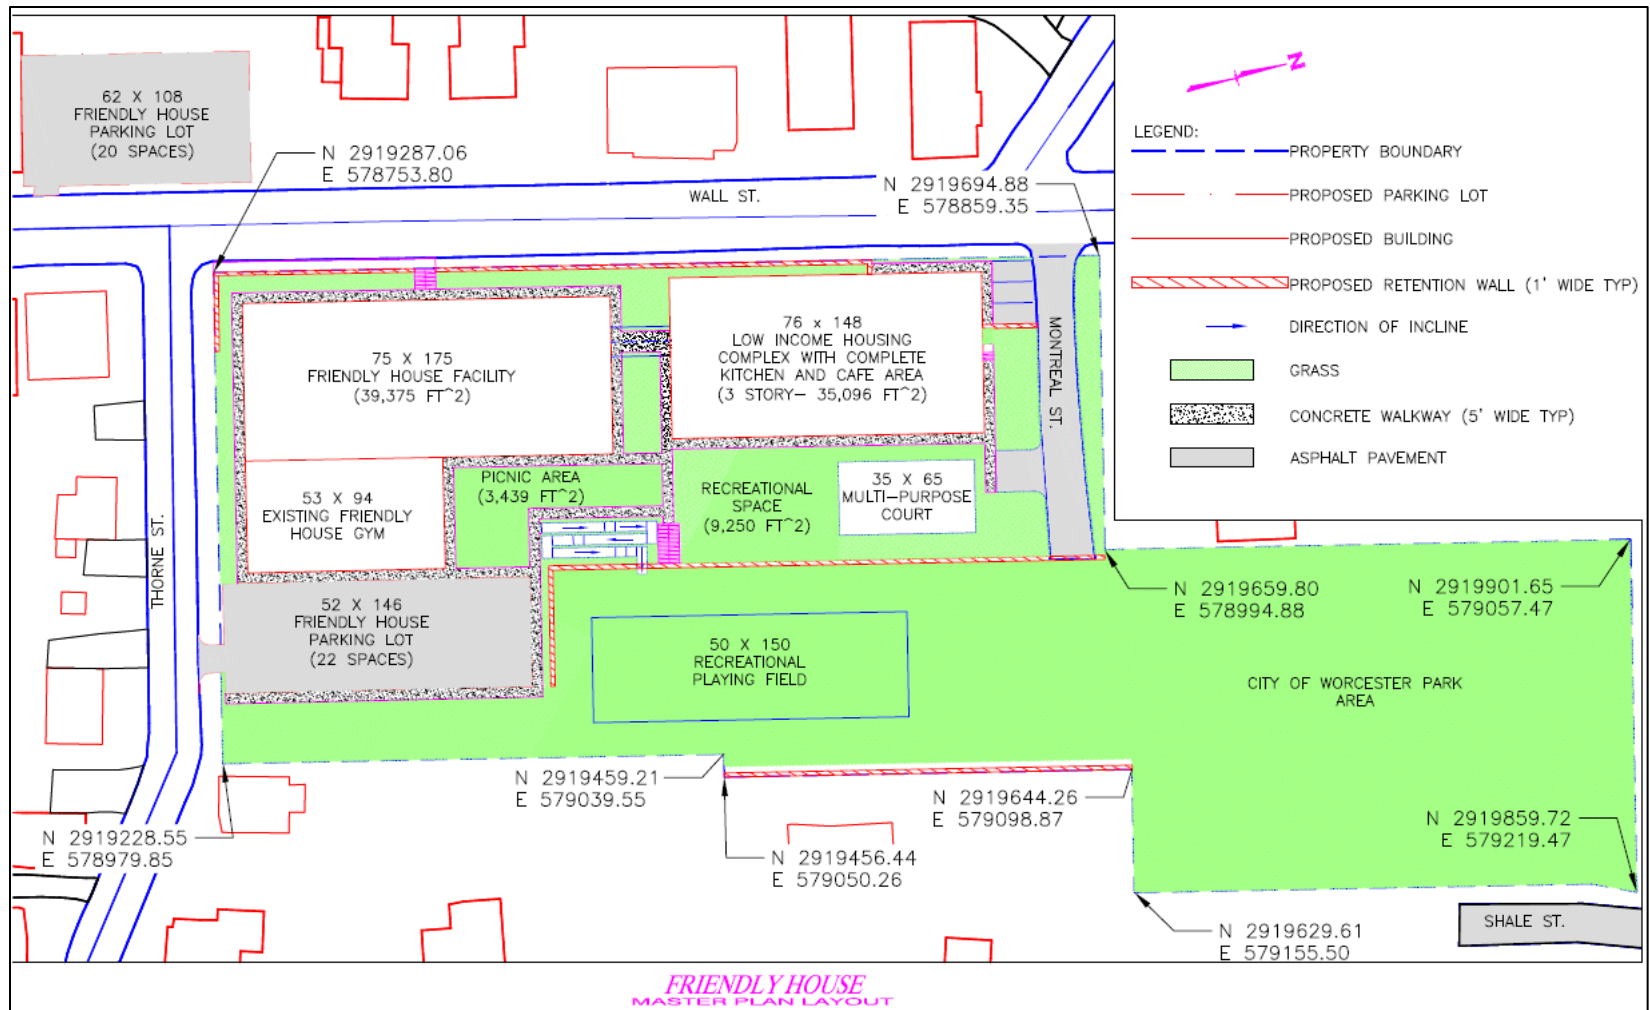 62 X 108
FRIENDLY HOUSE
PARKING LOT
(20 SPACES)
N 2919287.06
E 578753.80
WALL ST.
N 2919694.88
E 578859.35
N
LEGEND:
PROPERTY BOUNDARY
PROPOSED PARKING LOT
PROPOSED BUILDING
PROPOSED RETENTION WALL (1' WIDE TYP)
DIRECTION OF INCLINE
GRASS
CONCRETE WALKWAY (5' WIDE TYP)
ASPHALT PAVEMENT
75 X 175
FRIENDLY HOUSE FACILITY
(39,375 FT^2)
76 x 148
LOW INCOME HOUSING
COMPLEX WITH COMPLETE
KITCHEN AND CAFE AREA
(3 STORY- 35,096 FT^2)
MONTREAL ST.
53 X 94
EXISTING FRIENDLY
HOUSE GYM
PICNIC AREA
(3,439 FT^2)
RECREATIONAL
SPACE
(9,250 FT^2)
35 X 65
MULTI-PURPOSE
COURT
THORNE ST.
52 X 146
FRIENDLY HOUSE
PARKING LOT
(22 SPACES)
50 X 150
RECREATIONAL
PLAYING FIELD
N 2919659.80
E 578994.88
N 2919901.65
E 579057.47
CITY OF WORCESTER PARK
AREA
N 2919228.55
E 578979.85
N 2919459.21
E 579039.55
N 2919456.44
E 579050.26
N 2919644.26
E 579098.87
N 2919859.72
E 579219.47
N 2919629.61
E 579155.50
SHALE ST.
FRIENDLY HOUSE
MASTER PLAN LAYOUT